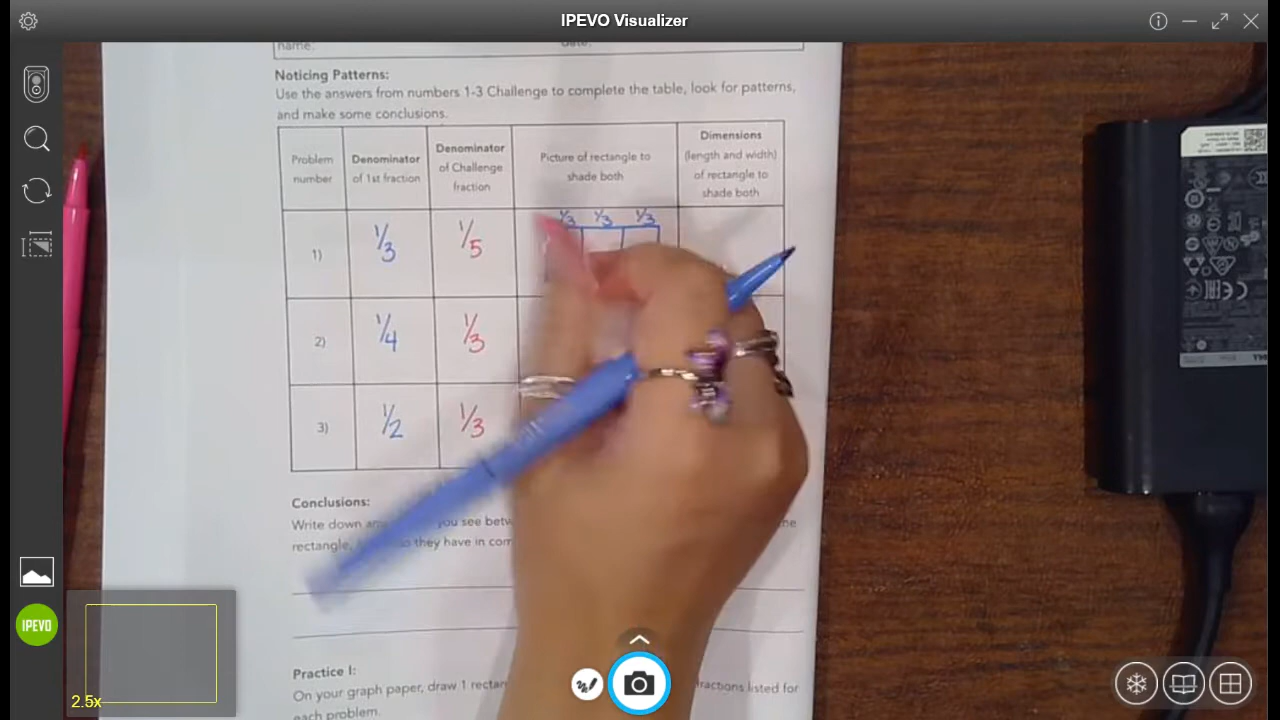 IPEVO Visualizer
name: Date:
Noticing Patterns:
Use the answers from numbers 1-3 Challenge to complete the table, look for patterns,
and make some conclusions.
Problem number
Denominator of 1st fraction
Denominator of Challenge fraction
Picture of rectangle to shade both
Dimensions (length and width) of rectangle to shade both
1/3 1/3 1/3
1) 1/3 1/5
2) 1/4 1/3
3) 1/2 1/3
Conclusions:
Write down you see
rectangle, they have in
Practice I:
On your graph paper, draw 1 fractions listed for
each problem.
IPEVO
2.5x